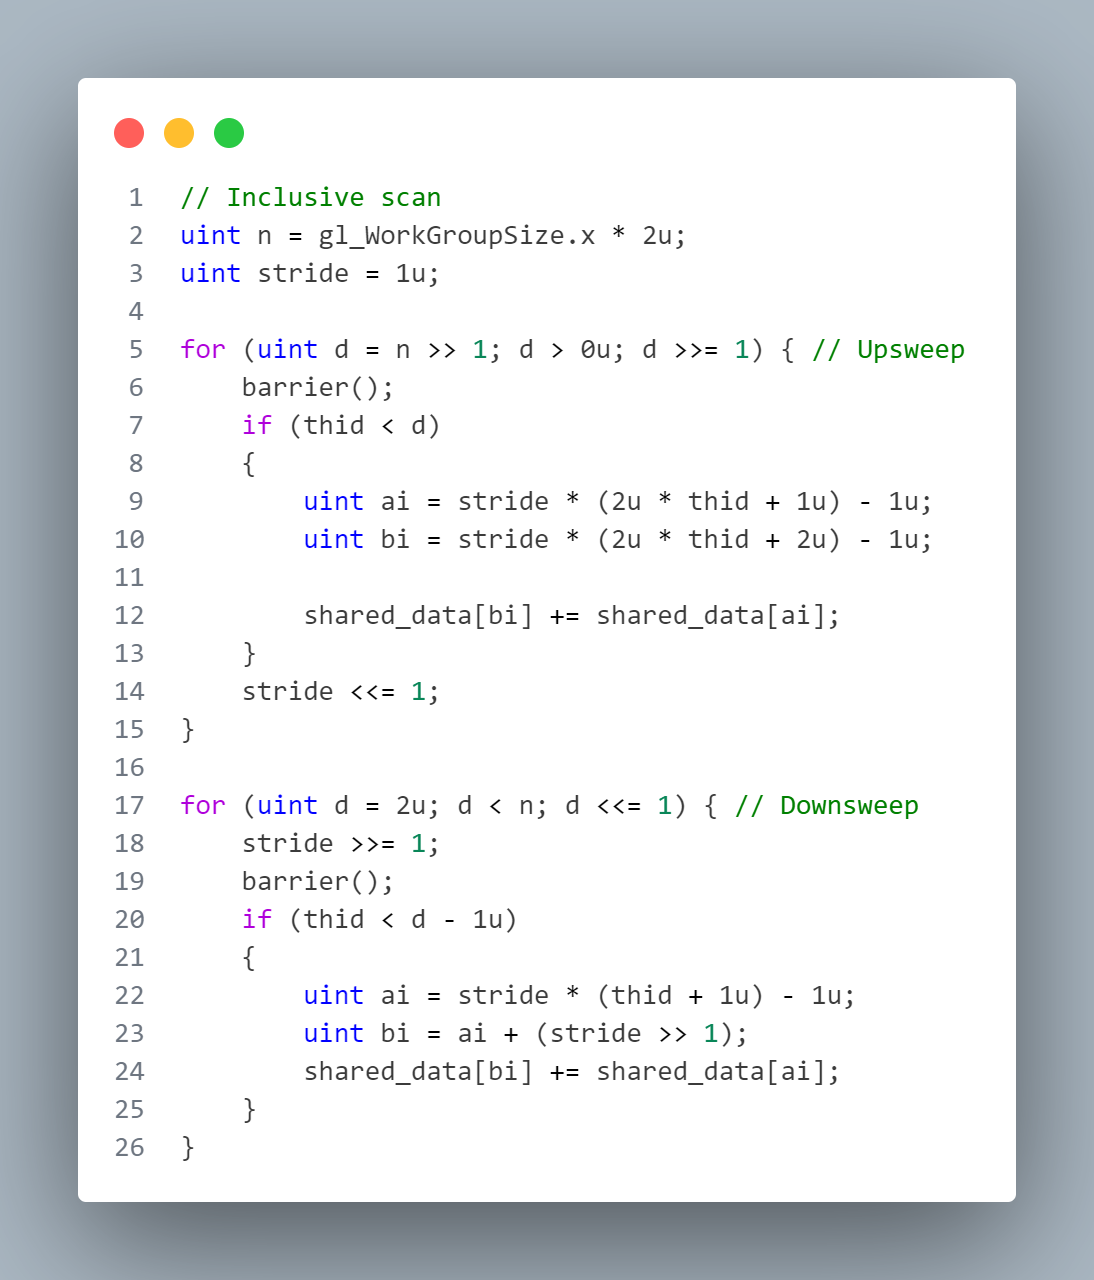 1 // Inclusive scan
2 uint n = gl_WorkGroupSize.x * 2u;
3 uint stride = 1u;
4
5 for (uint d = n >> 1; d > 0u; d >>= 1) { // Upsweep
6     barrier();
7     if (thid < d)
8     {
9         uint ai = stride * (2u * thid + 1u) - 1u;
10         uint bi = stride * (2u * thid + 2u) - 1u;
11
12         shared_data[bi] += shared_data[ai];
13     }
14     stride <<= 1;
15 }
16
17 for (uint d = 2u; d < n; d <<= 1) { // Downsweep
18     stride >>= 1;
19     barrier();
20     if (thid < d - 1u)
21     {
22         uint ai = stride * (thid + 1u) - 1u;
23         uint bi = ai + (stride >> 1);
24         shared_data[bi] += shared_data[ai];
25     }
26 }